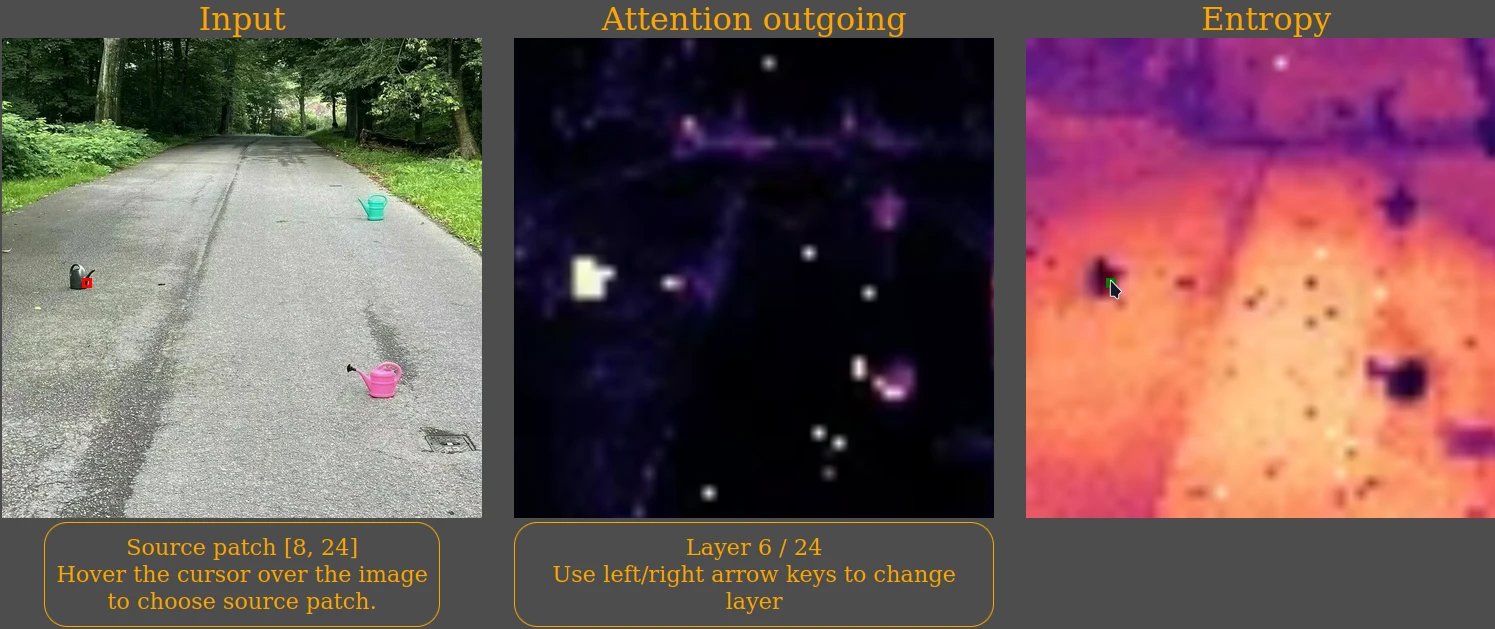 Input
Attention outgoing
Entropy
Source patch [8, 24]
Hover the cursor over the image
to choose source patch.
Layer 6 / 24
Use left/right arrow keys to change
layer